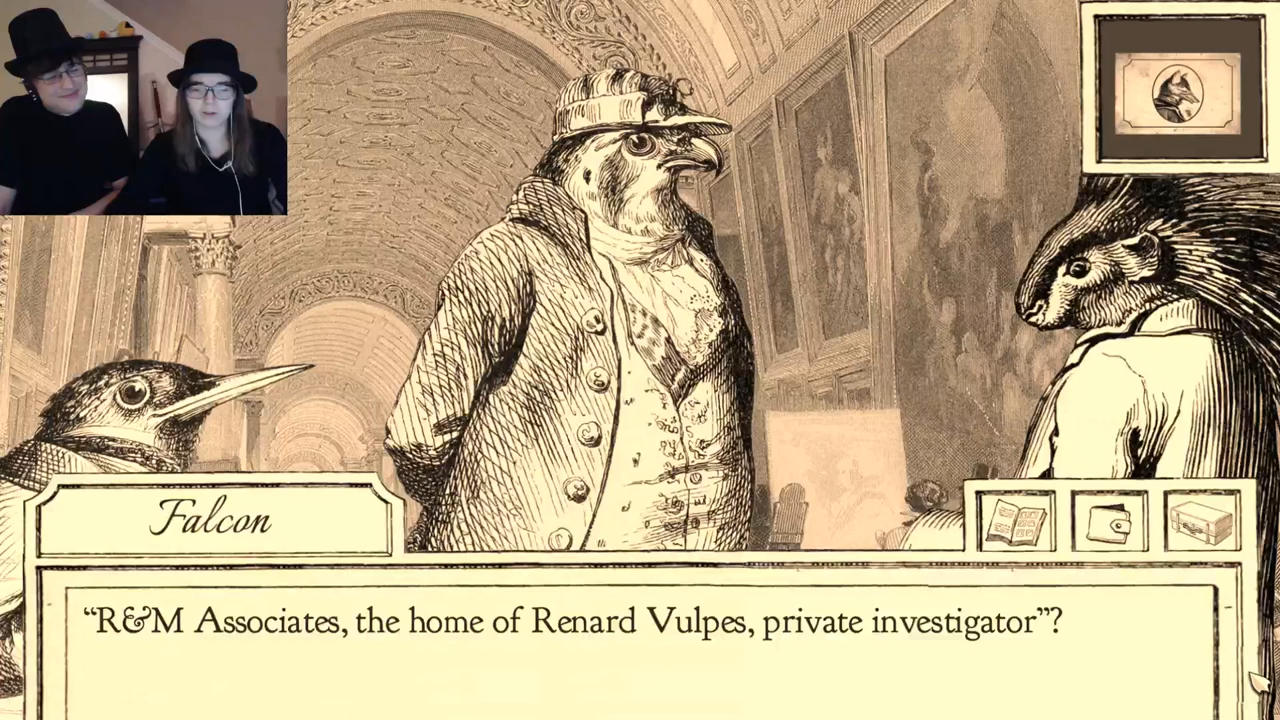 Falcon
“R&M Associates, the home of Renard Vulpes, private investigator”?